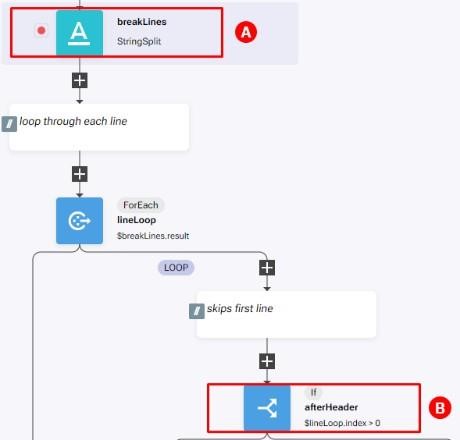 A
breakLines
StringSplit
A
// loop through each line
ForEach
lineLoop
$breakLines.result
LOOP
// skips first line
If
afterHeader
$lineLoop.index > 0
B